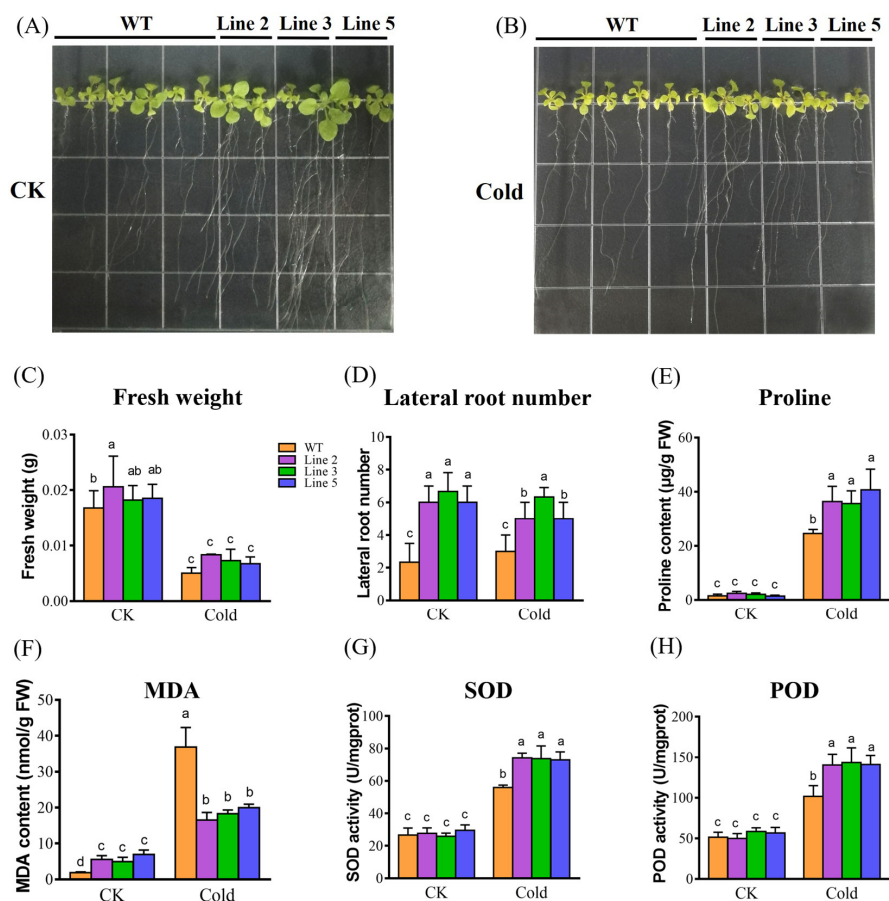 (A) WT Line 2 Line 3 Line 5
CK
(B) WT Line 2 Line 3 Line 5
Cold
(C) Fresh weight
Fresh weight (g)
0.03
0.02
0.01
0.00
b a ab ab
c c c c
CK Cold
WT
Line 2
Line 3
Line 5
(D) Lateral root number
Lateral root number
8
6
4
2
0
c a a a
c b a b
CK Cold
(E) Proline
Proline content (μg/g FW)
60
40
20
0
c c c c
b a a a
CK Cold
(F) MDA
MDA content (nmol/g FW)
50
40
30
20
10
0
d c c c
a b b b
CK Cold
(G) SOD
SOD activity (U/mgprot)
100
80
60
40
20
0
c c c c
b a a a
CK Cold
(H) POD
POD activity (U/mgprot)
200
150
100
50
0
c c c c
b a a a
CK Cold